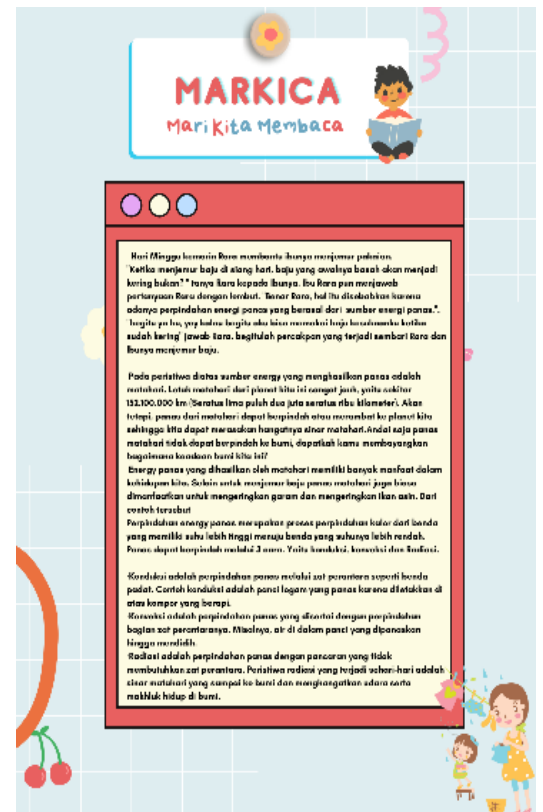 MARKICA
Mari Kita Membaca
Hari Minggu kemarin Rara membantu ibunya menjemur pakaian.
"Ketika menjemur baju di siang hari, baju yang awalnya basah akan menjadi
kering bukan?" tanya Rara kepada Ibunya. Ibu Rara pun menjawab
pertanyaan Rara dengan lembut. "Benar Rara, hal itu disebabkan karena
adanya perpindahan energi panas yang berasal dari sumber energi panas.".
"begitu ya bu, yey kalau begitu aku bisa memakai baju kesukaanku ketika
sudah kering" jawab Rara. begitulah percakpan yang terjadi sembari Rara dan
Ibunya menjemur baju.
Pada peristiwa diatas sumber energy yang menghasilkan panas adalah
matahari. Letak matahari dari planet kita ini sangat jauh, yaitu sekitar
152.100.000 km (Seratus lima puluh dua juta seratus ribu kilometer). Akan
tetapi, panas dari matahari dapat berpindah atau merambat ke planet kita
sehingga kita dapat merasakan hangatnya sinar matahari. Andai saja panas
matahari tidak dapat berpindah ke bumi, dapatkah kamu membayangkan
bagaimana keadaan bumi kita ini?
Energy panas yang dihasilkan oleh matahari memiliki banyak manfaat dalam
kehidupan kita. Selain untuk menjemur baju panas matahari juga biasa
dimanfaatkan untuk mengeringkan garam dan mengeringkan ikan asin. Dari
contoh tersebut
Perpindahan energy panas merupakan proses perpindahan kalor dari benda
yang memiliki suhu lebih tinggi menuju benda yang suhunya lebih rendah.
Panas dapat berpindah melalui 3 cara. Yaitu konduksi, konveksi dan Radiasi.
·Konduksi adalah perpindahan panas melalui zat perantara seperti benda
padat. Contoh konduksi adalah panci logam yang panas karena diletakkan di
atas kompor yang berapi.
·Konveksi adalah perpindahan panas yang disertai dengan perpindahan
bagian zat perantaranya. Misalnya, air di dalam panci yang dipanaskan
hingga mendidih.
·Radiasi adalah perpindahan panas dengan pancaran yang tidak
membutuhkan zat perantara. Peristiwa radiasi yang terjadi sehari-hari adalah
sinar matahari yang sampai ke bumi dan menghangatkan udara serta
makhluk hidup di bumi.